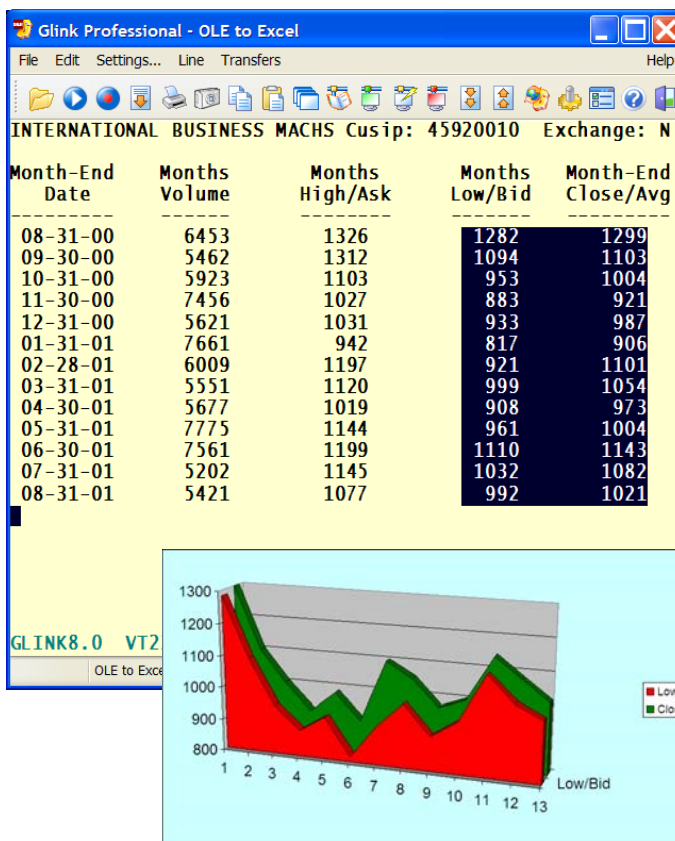 Glink Professional - OLE to Excel
File Edit Settings... Line Transfers Help
INTERNATIONAL BUSINESS MACHS Cusip: 45920010 Exchange: N
Month-End Months Months Months Month-End
Date Volume High/Ask Low/Bid Close/Avg
--------- ------ -------- ------- ---------
08-31-00 6453 1326 1282 1299
09-30-00 5462 1312 1094 1103
10-31-00 5923 1103 953 1004
11-30-00 7456 1027 883 921
12-31-00 5621 1031 933 987
01-31-01 7661 942 817 906
02-28-01 6009 1197 921 1101
03-31-01 5551 1120 999 1054
04-30-01 5677 1019 908 973
05-31-01 7775 1144 961 1004
06-30-01 7561 1199 1110 1143
07-31-01 5202 1145 1032 1082
08-31-01 5421 1077 992 1021
GLINK8.0 VT2
OLE to Exce
1300
1200
1100
1000
900
800
1 2 3 4 5 6 7 8 9 10 11 12 13
Low/Bid
Low
Clo